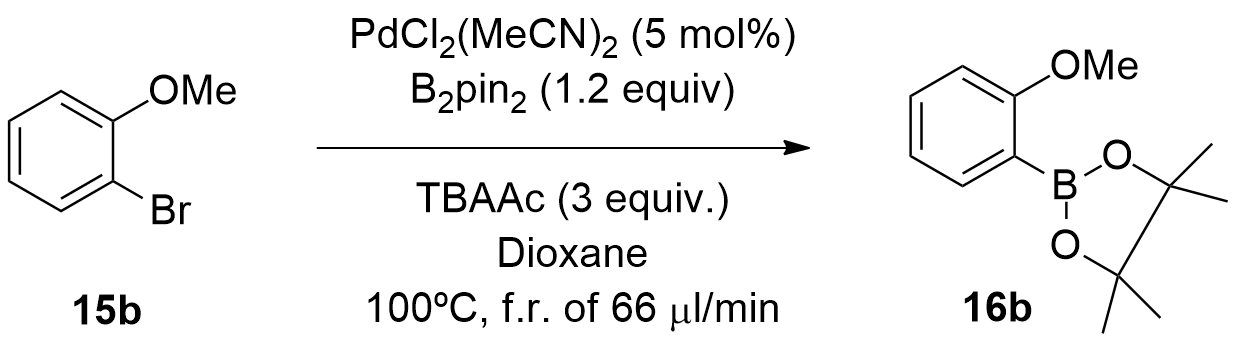 PdCl₂(MeCN)₂ (5 mol%)
B₂pin₂ (1.2 equiv)
TBAAc (3 equiv.)
Dioxane
100ºC, f.r. of 66 μl/min
OMe
Br
15b
OMe
B
O
O
16b